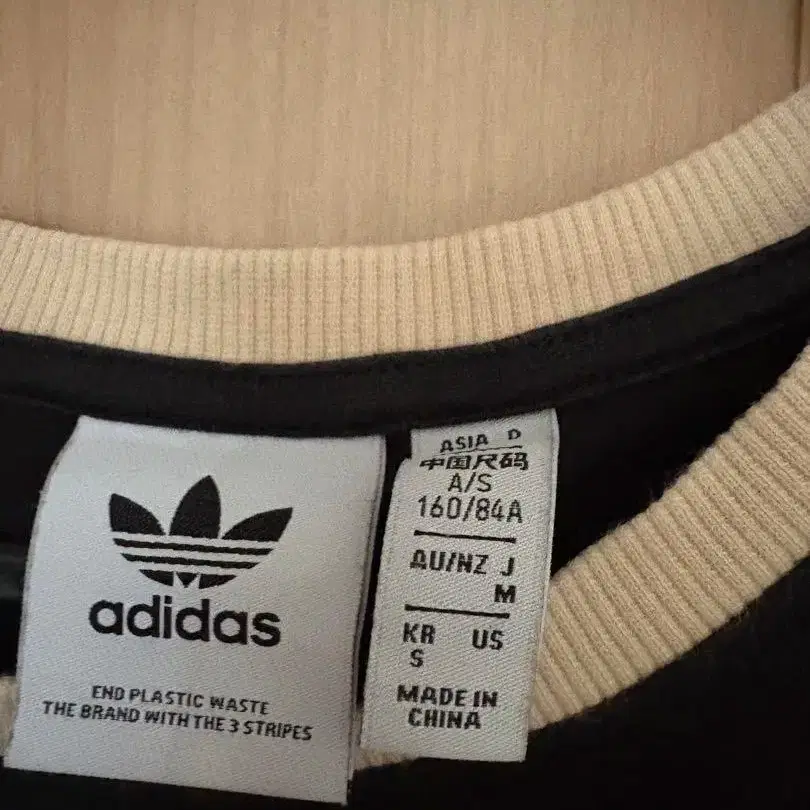 adidas
END PLASTIC WASTE
THE BRAND WITH THE 3 STRIPES
ASIA D
中国尺码
A/S
160/84A
AU/NZ J
M
KR US
S
MADE IN
CHINA